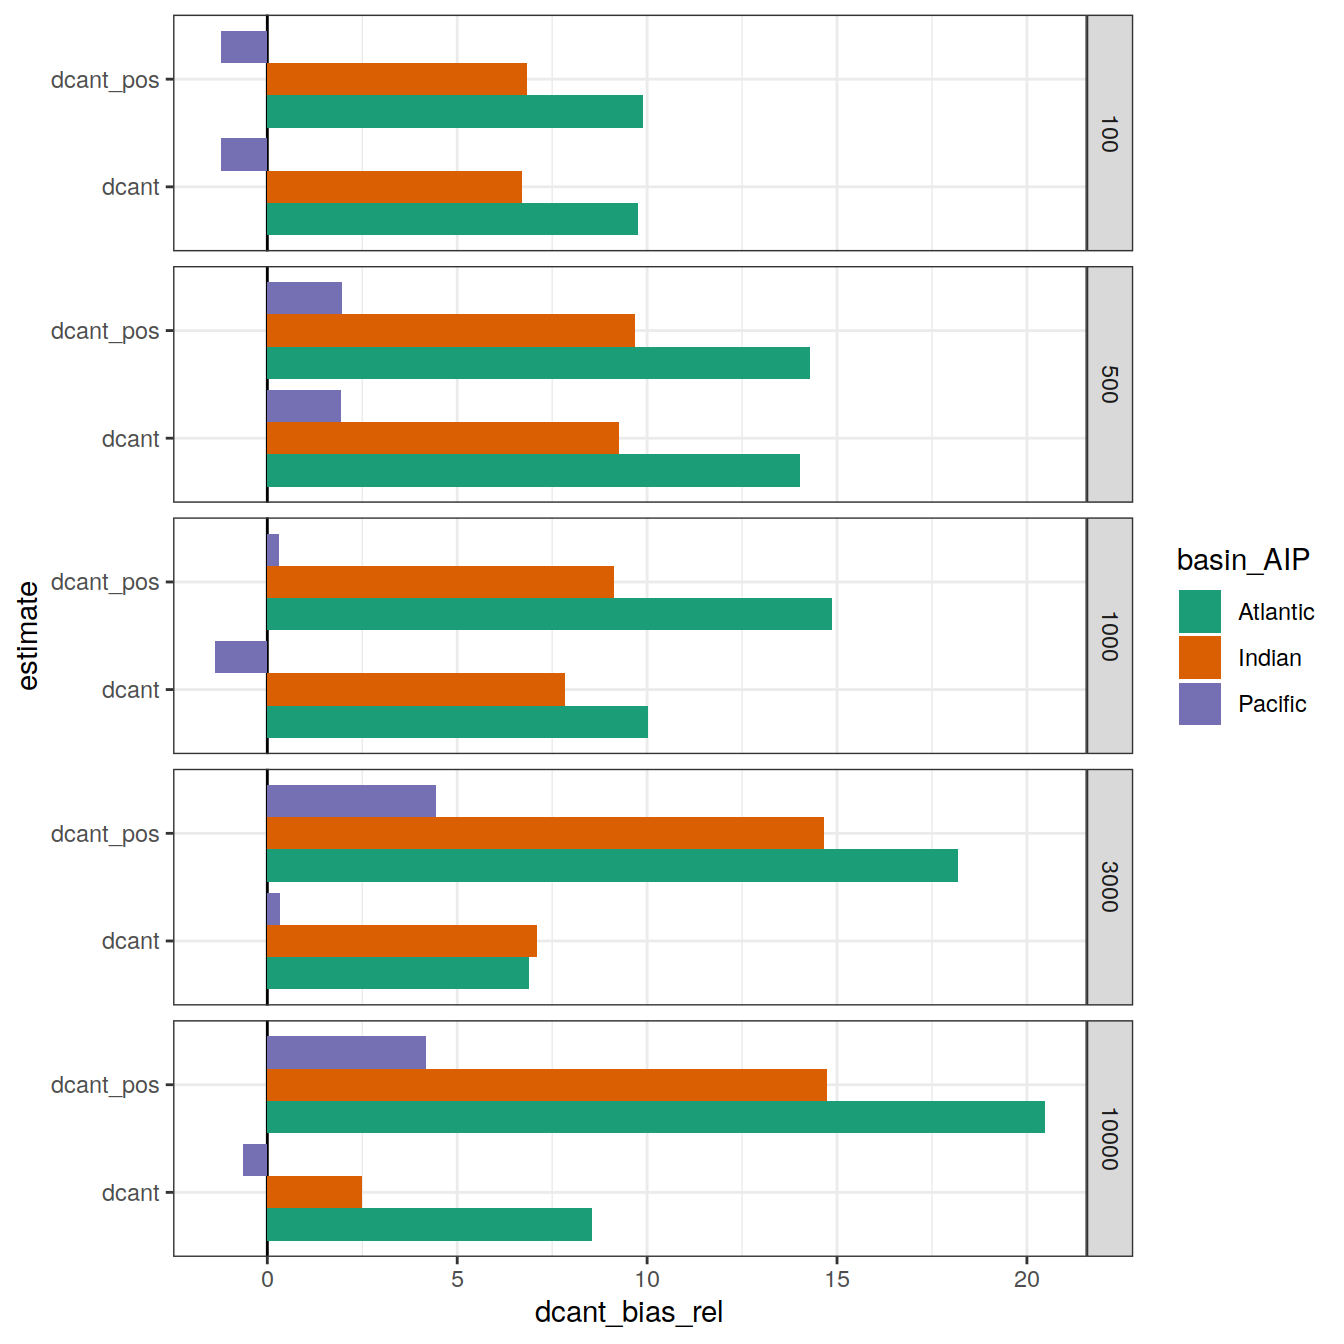 dcant_pos
dcant
100
dcant_pos
dcant
500
dcant_pos
dcant
1000
dcant_pos
dcant
3000
dcant_pos
dcant
10000
estimate
0 5 10 15 20
dcant_bias_rel
basin_AIP
Atlantic
Indian
Pacific